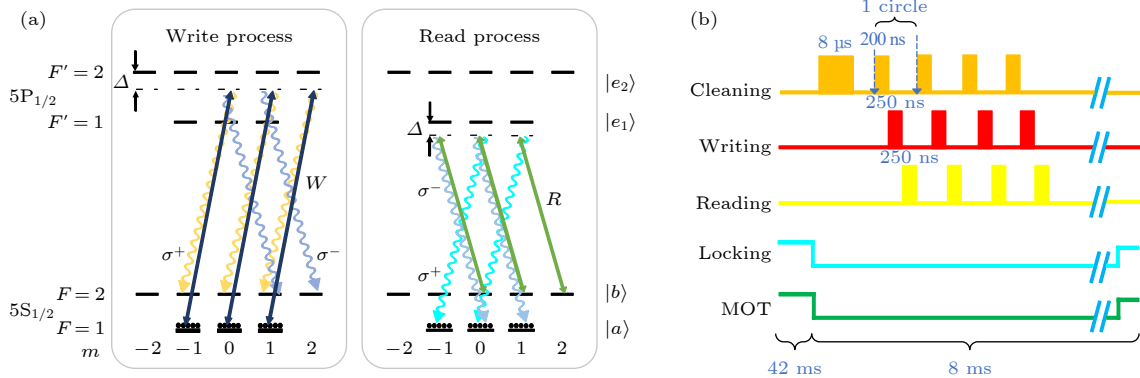 (a)
Write process
Read process
F′ = 2
Δ
5P1/2
F′ = 1
|e2⟩
|e1⟩
Δ
W
R
σ+
σ−
σ−
σ+
F = 2
5S1/2
F = 1
|b⟩
|a⟩
m
−2 −1 0 1 2
−2 −1 0 1 2
(b)
1 circle
8 µs
200 ns
Cleaning
250 ns
Writing
250 ns
Reading
Locking
MOT
42 ms
8 ms